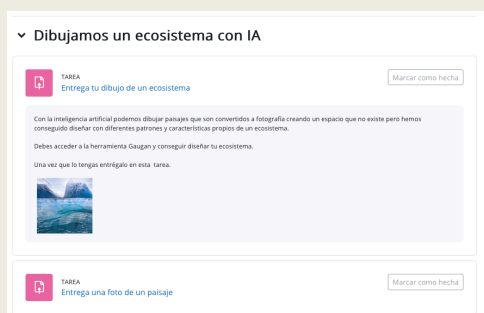 Dibujamos un ecosistema con IA
TAREA
Marcar como hecha
Entrega tu dibujo de un ecosistema
Con la inteligencia artificial podemos dibujar paisajes que son convertidos a fotografía creando un espacio que no existe pero hemos
conseguido diseñar con diferentes patrones y características propios de un ecosistema.
Debes acceder a la herramienta Gaugan y conseguir diseñar tu ecosistema.
Una vez que lo tengas entrégalo en esta tarea.
TAREA
Marcar como hecha
Entrega una foto de un paisaje